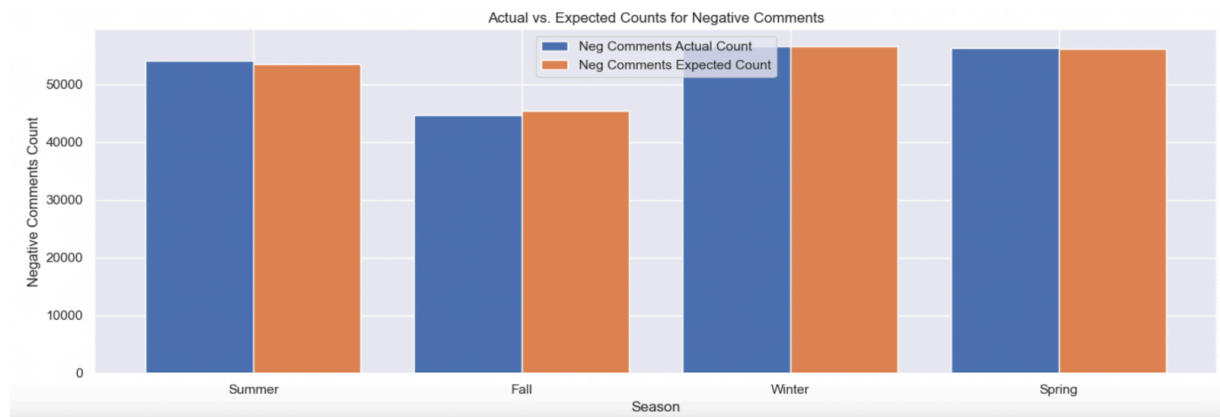 Actual vs. Expected Counts for Negative Comments
Neg Comments Actual Count
Neg Comments Expected Count
Negative Comments Count
50000
40000
30000
20000
10000
0
Summer Fall Winter Spring
Season